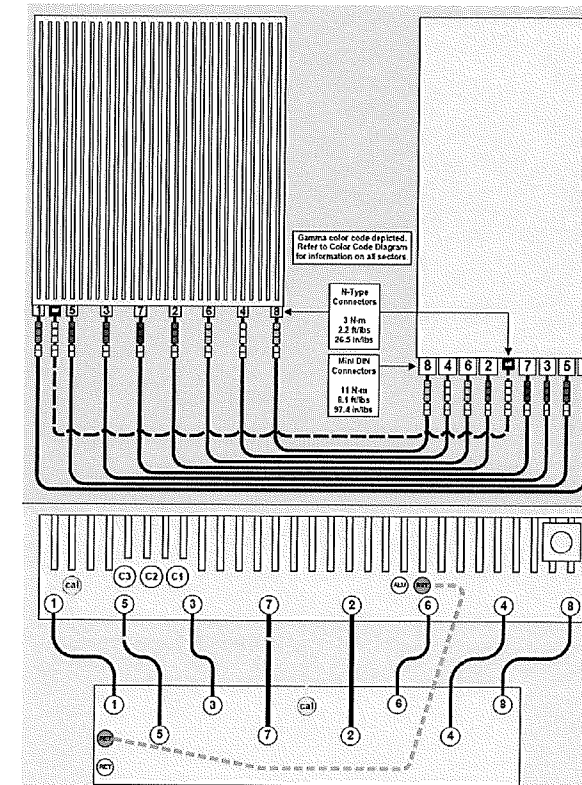 Gamma color code depicted.
Refer to Color Code Diagram
for information on all sectors.
N-Type
Connectors
3 N-m
2.2 ft/lbs
26.5 in/lbs
1 5 3 7 2 6 4 8
Mini DIN
Connectors
11 N-m
8.1 ft/lbs
97.4 in/lbs
8 4 6 2 7 3 5
cal C3 C2 C1 ALD RET
1 5 3 7 2 6 4 8
1 3 cal 6 8
5 7 2 4
RET
RET